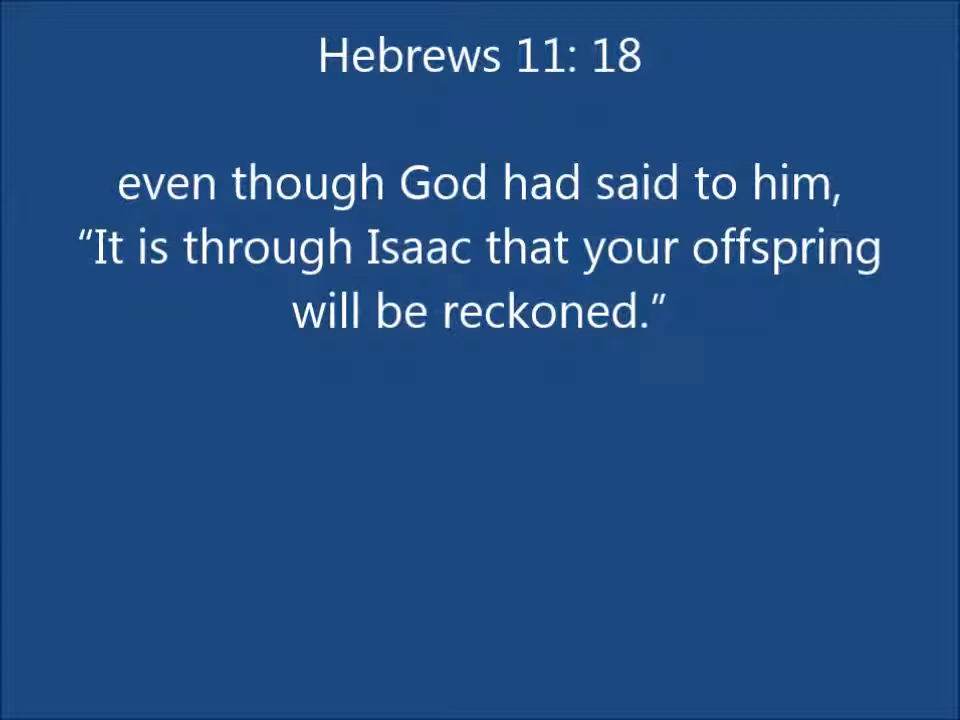 Hebrews 11: 18
even though God had said to him,
“It is through Isaac that your offspring
will be reckoned.”